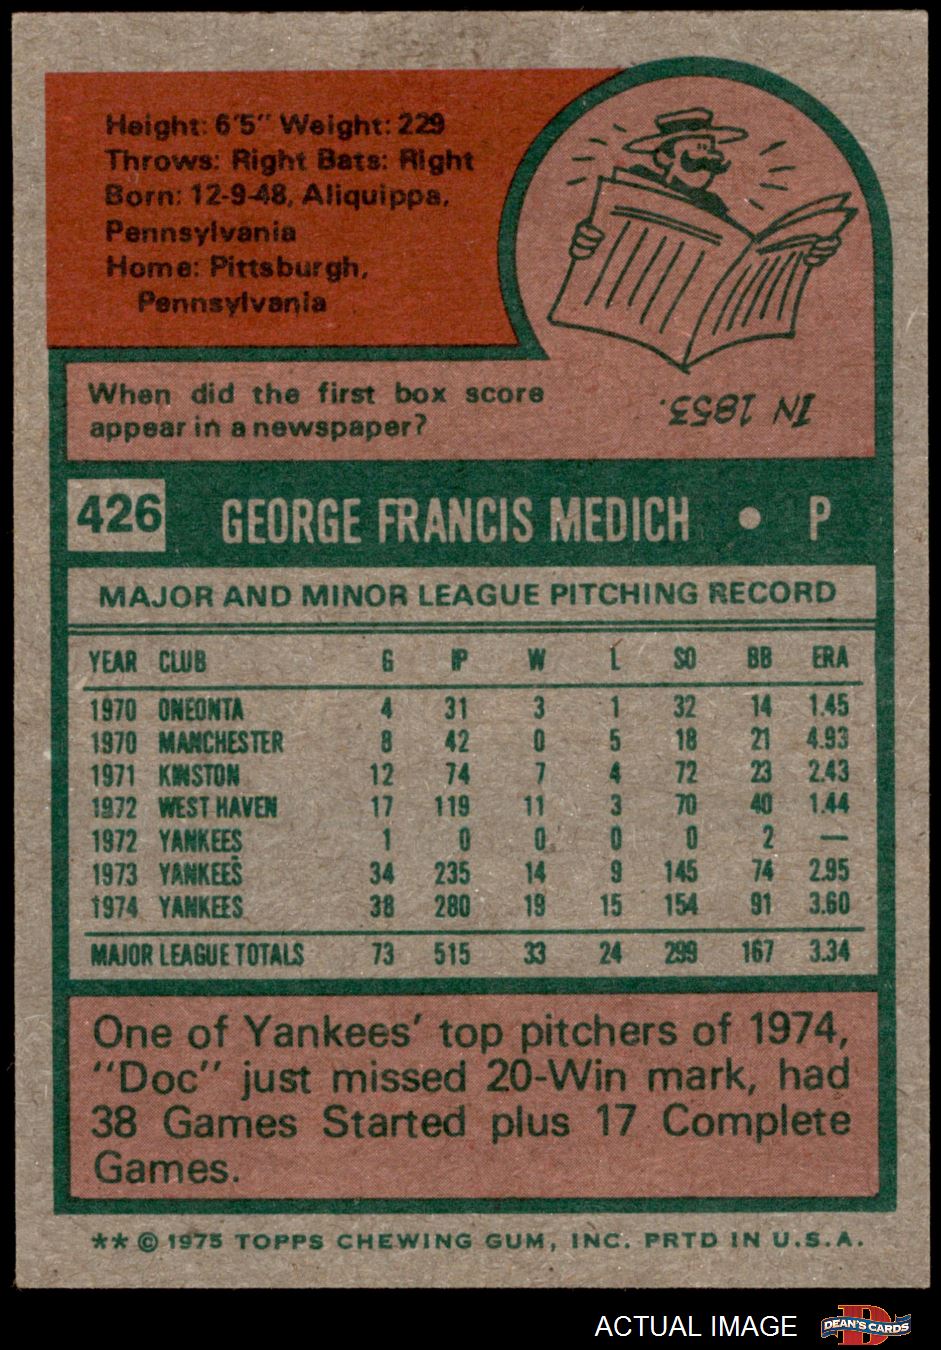 Height: 6'5" Weight: 229
Throws: Right Bats: Right
Born: 12-9-48, Aliquippa,
Pennsylvania
Home: Pittsburgh,
Pennsylvania
When did the first box score
appear in a newspaper?
IN 1853.
426 GEORGE FRANCIS MEDICH • P
MAJOR AND MINOR LEAGUE PITCHING RECORD
YEAR CLUB G IP W L SO BB ERA
1970 ONEONTA 4 31 3 1 32 14 1.45
1970 MANCHESTER 8 42 0 5 18 21 4.93
1971 KINSTON 12 74 7 4 72 23 2.43
1972 WEST HAVEN 17 119 11 3 70 40 1.44
1972 YANKEES 1 0 0 0 0 2 —
1973 YANKEES 34 235 14 9 145 74 2.95
1974 YANKEES 38 280 19 15 154 91 3.60
MAJOR LEAGUE TOTALS 73 515 33 24 299 167 3.34
One of Yankees' top pitchers of 1974,
"Doc" just missed 20-Win mark, had
38 Games Started plus 17 Complete
Games.
** © 1975 TOPPS CHEWING GUM, INC. PRTD IN U.S.A.
ACTUAL IMAGE
D
DEAN'S CARDS